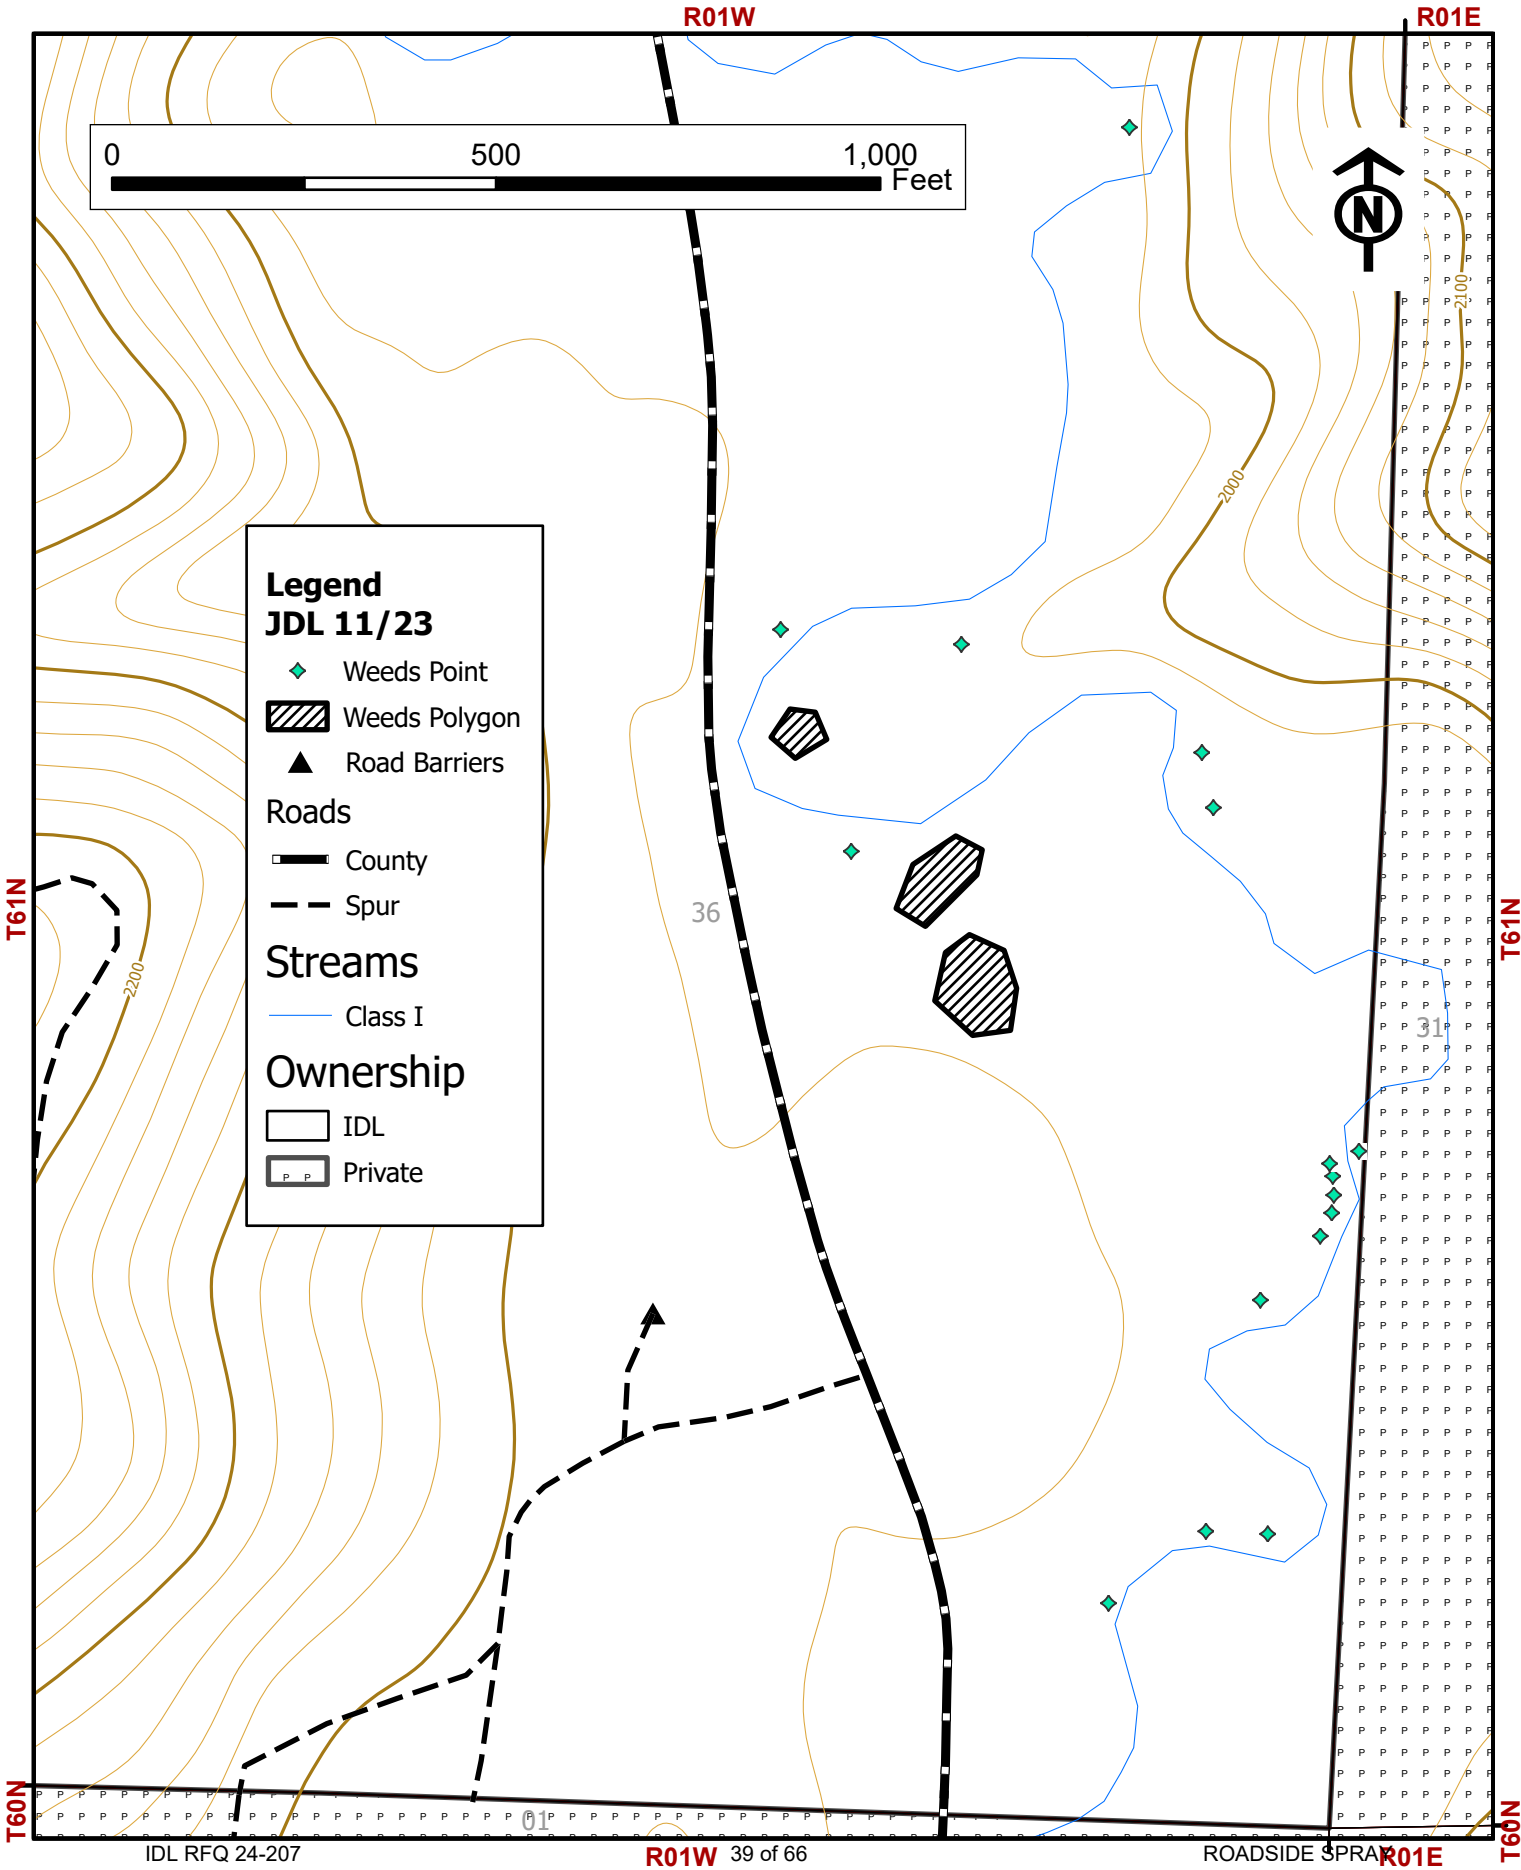 R01W R01E
0 500 1,000
Feet
N
2100
2000
Legend
JDL 11/23
Weeds Point
Weeds Polygon
Road Barriers
Roads
County
Spur
Streams
Class I
Ownership
IDL
P P
Private
T61N
T61N
36
2200
31
01
T60N
T60N
IDL RFQ 24-207 R01W 39 of 66 ROADSIDE SPRAY R01E